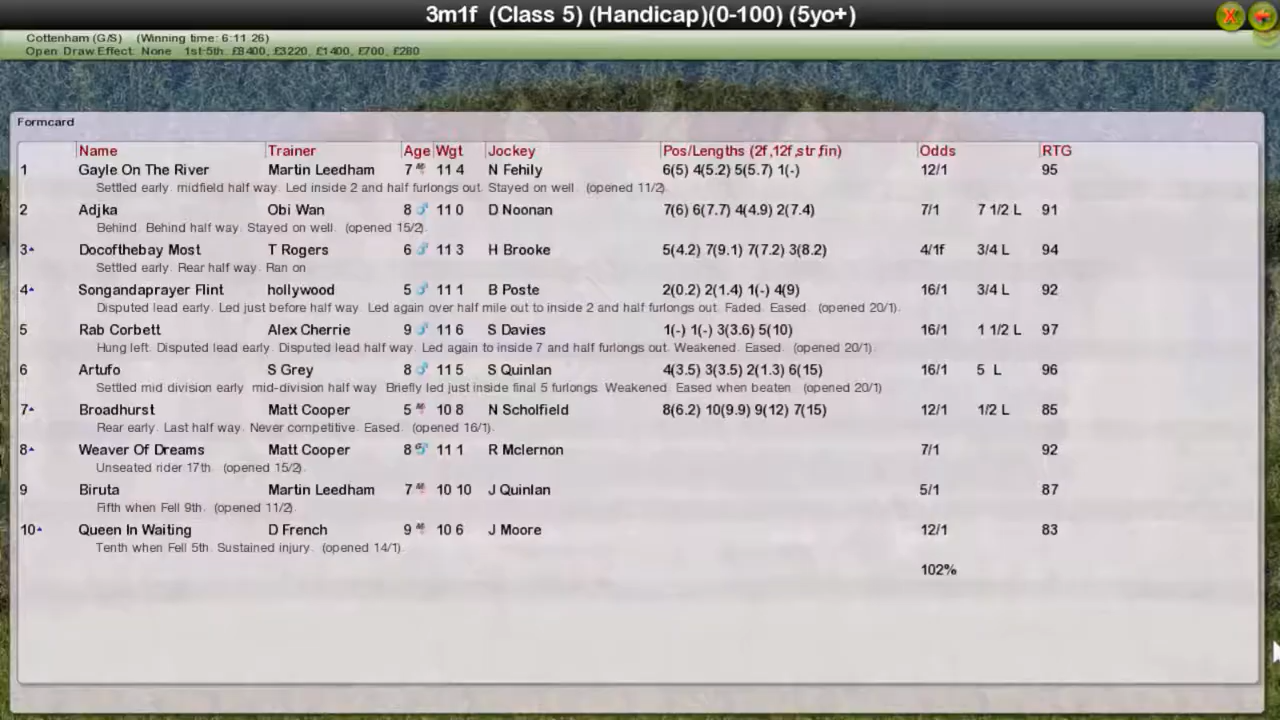 3m1f (Class 5) (Handicap)(0-100) (5yo+)
Cottenham (G/S) (Winning time: 6:11.26)
Open. Draw Effect: None 1st-5th: £8400, £3220, £1400, £700, £280
Formcard
Name Trainer Age Wgt Jockey Pos/Lengths (2f,12f,str,fin) Odds RTG
1 Gayle On The River Martin Leedham 7 11 4 N Fehily 6(5) 4(5.2) 5(5.7) 1(-) 12/1 95
Settled early. midfield half way. Led inside 2 and half furlongs out. Stayed on well. (opened 11/2).
2 Adjka Obi Wan 8 11 0 D Noonan 7(6) 6(7.7) 4(4.9) 2(7.4) 7/1 7 1/2 L 91
Behind. Behind half way. Stayed on well. (opened 15/2).
3 Docofthebay Most T Rogers 6 11 3 H Brooke 5(4.2) 7(9.1) 7(7.2) 3(8.2) 4/1f 3/4 L 94
Settled early. Rear half way. Ran on
4 Songandaprayer Flint hollywood 5 11 1 B Poste 2(0.2) 2(1.4) 1(-) 4(9) 16/1 3/4 L 92
Disputed lead early. Led just before half way. Led again over half mile out to inside 2 and half furlongs out. Faded. Eased. (opened 20/1).
5 Rab Corbett Alex Cherrie 9 11 6 S Davies 1(-) 1(-) 3(3.6) 5(10) 16/1 1 1/2 L 97
Hung left. Disputed lead early. Disputed lead half way. Led again to inside 7 and half furlongs out. Weakened. Eased. (opened 20/1).
6 Artufo S Grey 8 11 5 S Quinlan 4(3.5) 3(3.5) 2(1.3) 6(15) 16/1 5 L 96
Settled mid division early. mid-division half way. Briefly led just inside final 5 furlongs. Weakened. Eased when beaten. (opened 20/1)
7 Broadhurst Matt Cooper 5 10 8 N Scholfield 8(6.2) 10(9.9) 9(12) 7(15) 12/1 1/2 L 85
Rear early. Last half way. Never competitive. Eased. (opened 16/1).
8 Weaver Of Dreams Matt Cooper 8 11 1 R Mclernon 7/1 92
Unseated rider 17th. (opened 15/2).
9 Biruta Martin Leedham 7 10 10 J Quinlan 5/1 87
Fifth when Fell 9th. (opened 11/2).
10 Queen In Waiting D French 9 10 6 J Moore 12/1 83
Tenth when Fell 5th. Sustained injury. (opened 14/1).
102%